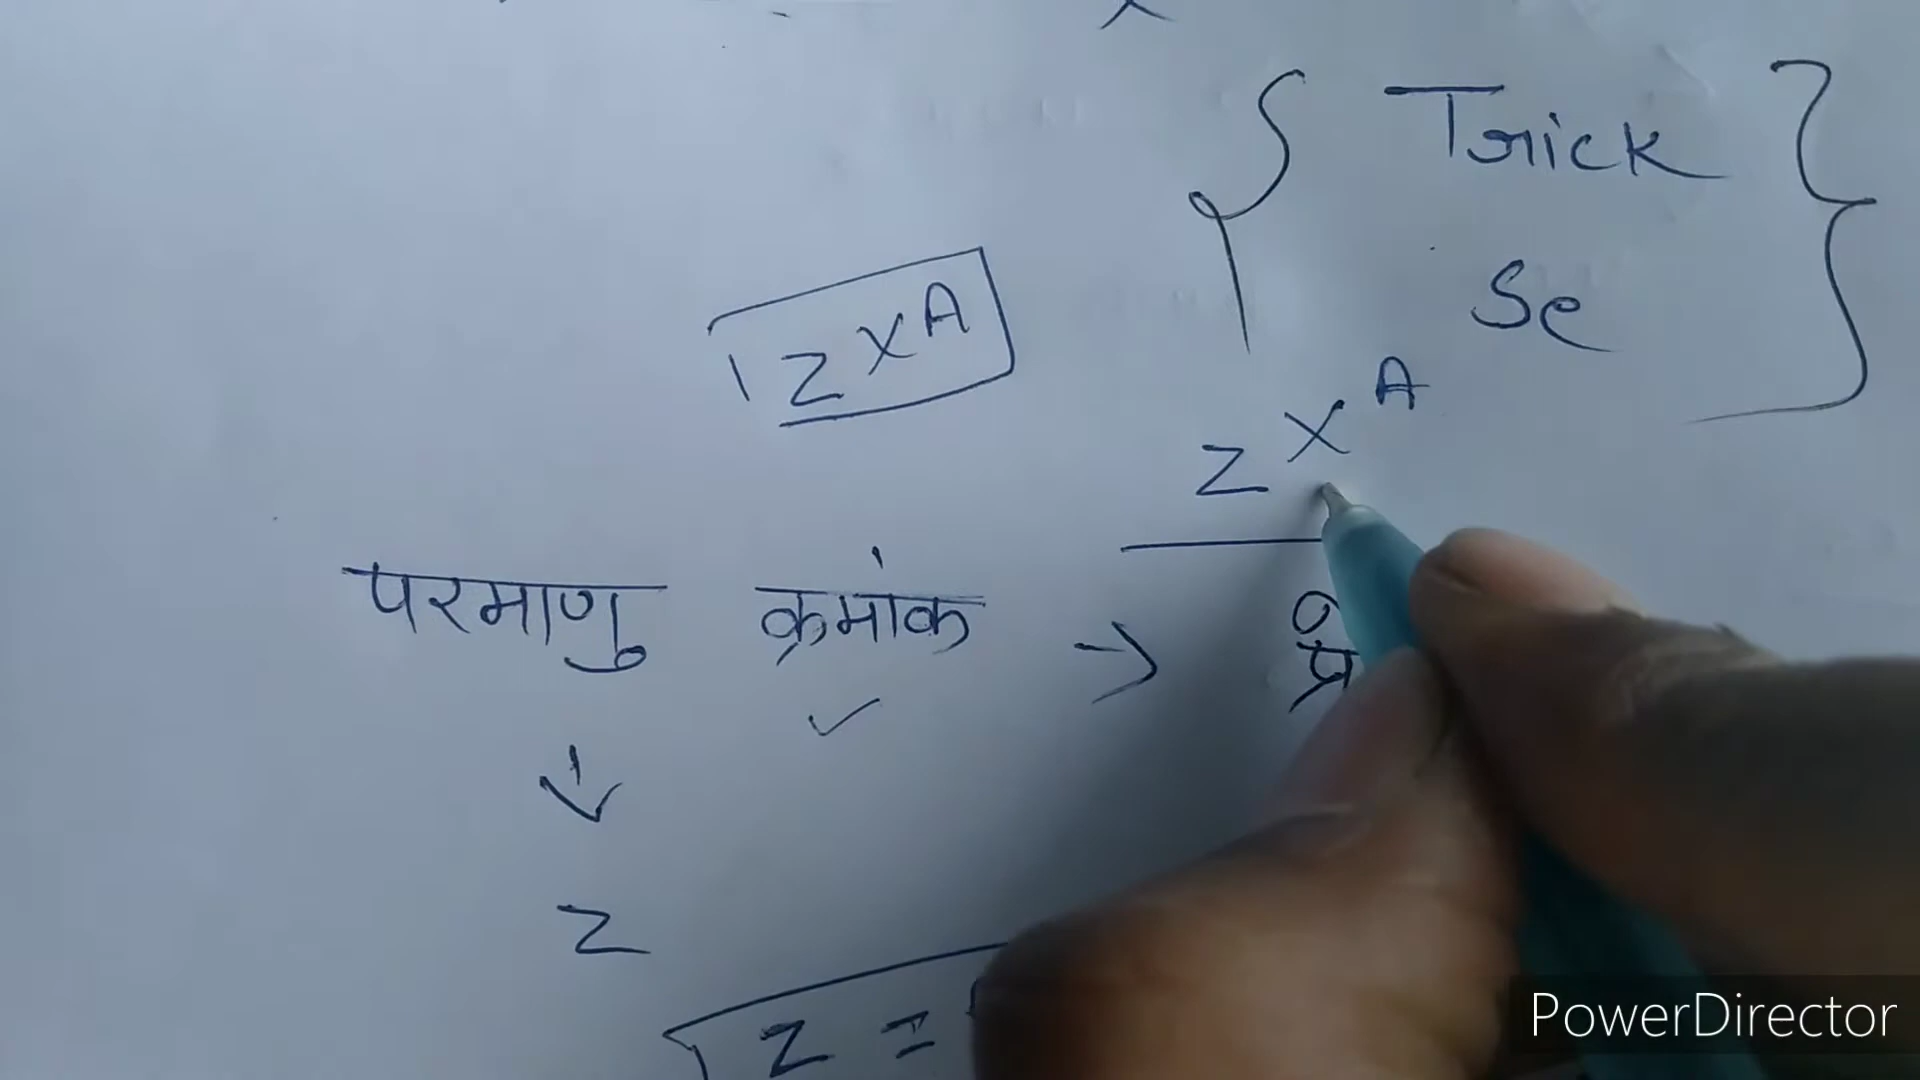 Trick
Se
zXA
zXA
परमाणु क्रमांक →
z
z =
PowerDirector